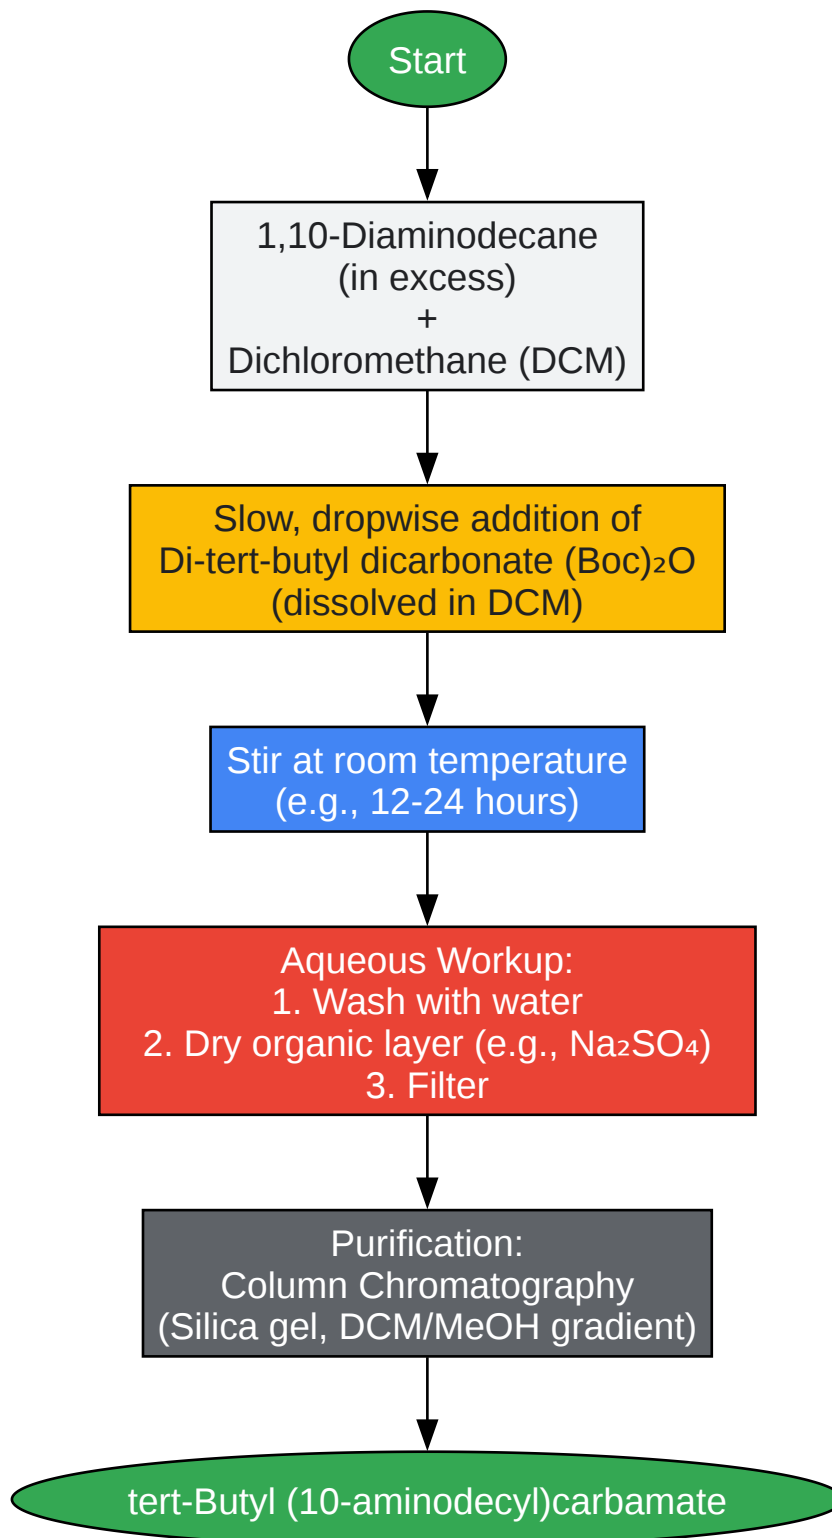 Start
1,10-Diaminodecane
(in excess)
+
Dichloromethane (DCM)
Slow, dropwise addition of
Di-tert-butyl dicarbonate (Boc)₂O
(dissolved in DCM)
Stir at room temperature
(e.g., 12-24 hours)
Aqueous Workup:
1. Wash with water
2. Dry organic layer (e.g., Na₂SO₄)
3. Filter
Purification:
Column Chromatography
(Silica gel, DCM/MeOH gradient)
tert-Butyl (10-aminodecyl)carbamate